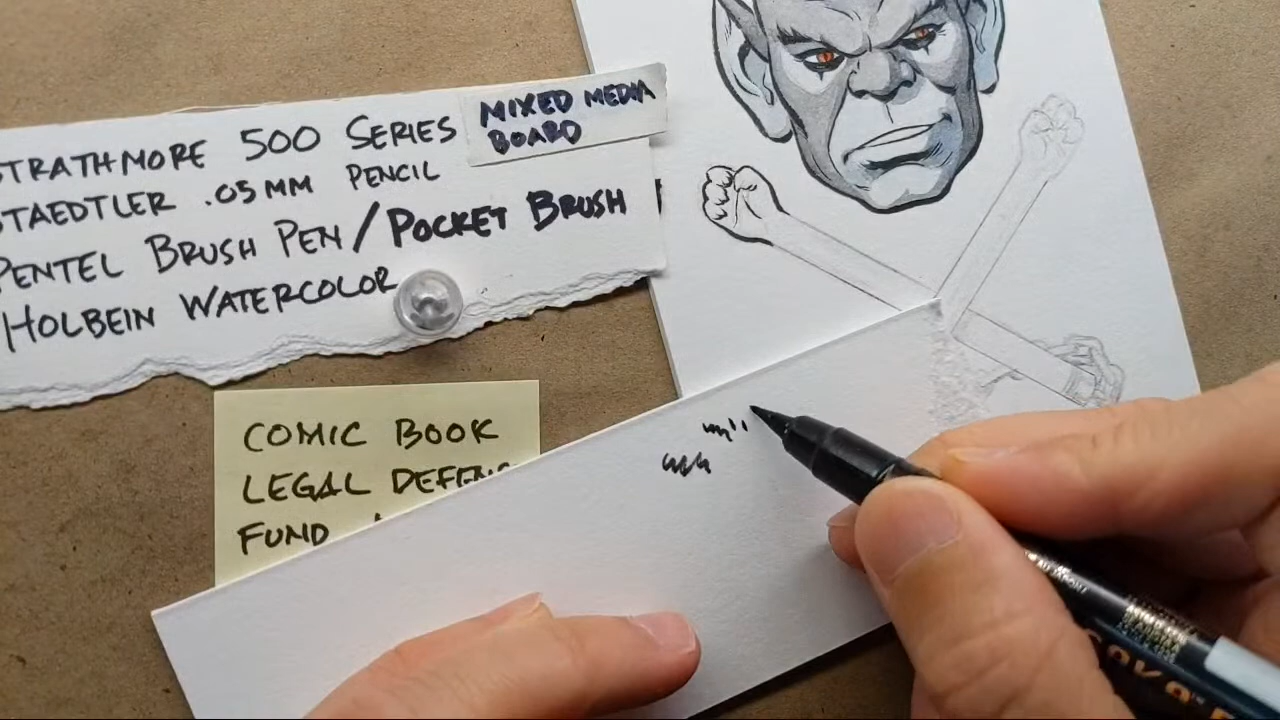 STRATHMORE 500 SERIES
MIXED MEDIA
BOARD
STAEDTLER .05MM PENCIL
PENTEL BRUSH PEN/POCKET BRUSH
HOLBEIN WATERCOLOR
COMIC BOOK
LEGAL DEFENS
FUND